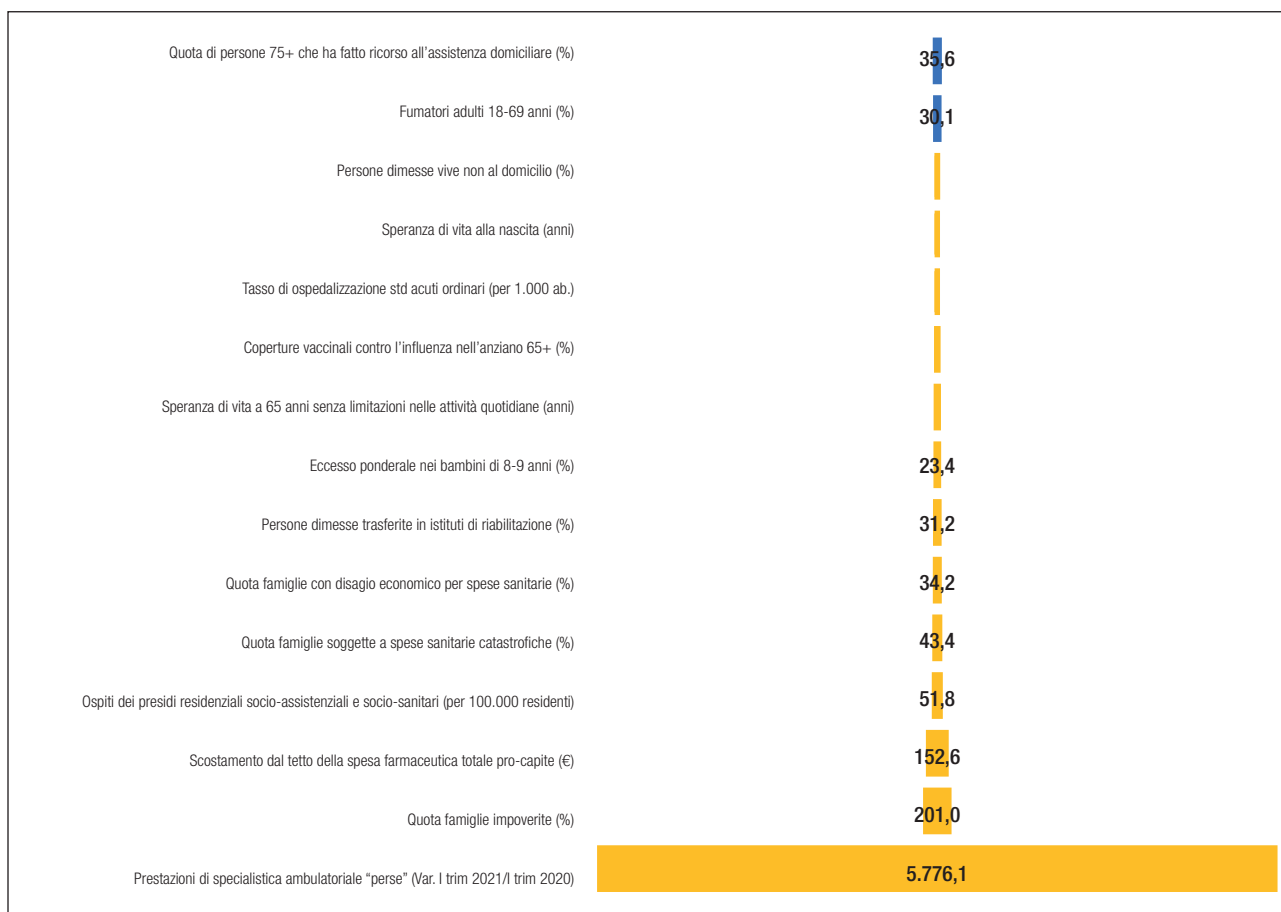 Quota di persone 75+ che ha fatto ricorso all’assistenza domiciliare (%) 35,6
Fumatori adulti 18-69 anni (%) 30,1
Persone dimesse vive non al domicilio (%)
Speranza di vita alla nascita (anni)
Tasso di ospedalizzazione std acuti ordinari (per 1.000 ab.)
Coperture vaccinali contro l’influenza nell’anziano 65+ (%)
Speranza di vita a 65 anni senza limitazioni nelle attività quotidiane (anni)
Eccesso ponderale nei bambini di 8-9 anni (%) 23,4
Persone dimesse trasferite in istituti di riabilitazione (%) 31,2
Quota famiglie con disagio economico per spese sanitarie (%) 34,2
Quota famiglie soggette a spese sanitarie catastrofiche (%) 43,4
Ospiti dei presidi residenziali socio-assistenziali e socio-sanitari (per 100.000 residenti) 51,8
Scostamento dal tetto della spesa farmaceutica totale pro-capite (€) 152,6
Quota famiglie impoverite (%) 201,0
Prestazioni di specialistica ambulatoriale “perse” (Var. I trim 2021/I trim 2020) 5.776,1